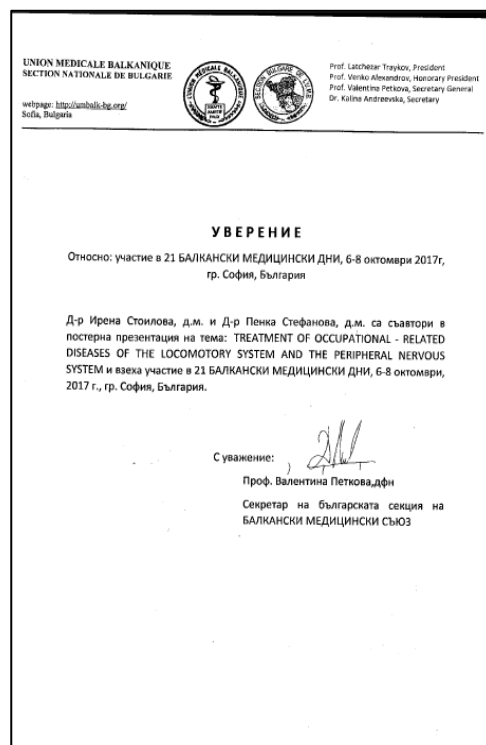 UNION MEDICALE BALKANIQUE
SECTION NATIONALE DE BULGARIE
webpage: http://umbalk-bg.org/
Sofia, Bulgaria
Prof. Latchezar Traykov, President
Prof. Venko Alexandrov, Honorary President
Prof. Valentina Petkova, Secretary General
Dr. Kalina Andreevska, Secretary
УВЕРЕНИЕ
Относно: участие в 21 БАЛКАНСКИ МЕДИЦИНСКИ ДНИ, 6-8 октомври 2017г,
гр. София, България
Д-р Ирена Стоилова, д.м. и Д-р Пенка Стефанова, д.м. са съавтори в
постерна презентация на тема: TREATMENT OF OCCUPATIONAL - RELATED
DISEASES OF THE LOCOMOTORY SYSTEM AND THE PERIPHERAL NERVOUS
SYSTEM и взеха участие в 21 БАЛКАНСКИ МЕДИЦИНСКИ ДНИ, 6-8 октомври,
2017 г., гр. София, България.
С уважение:
Проф. Валентина Петкова,дфн
Секретар на българската секция на
БАЛКАНСКИ МЕДИЦИНСКИ СЪЮЗ